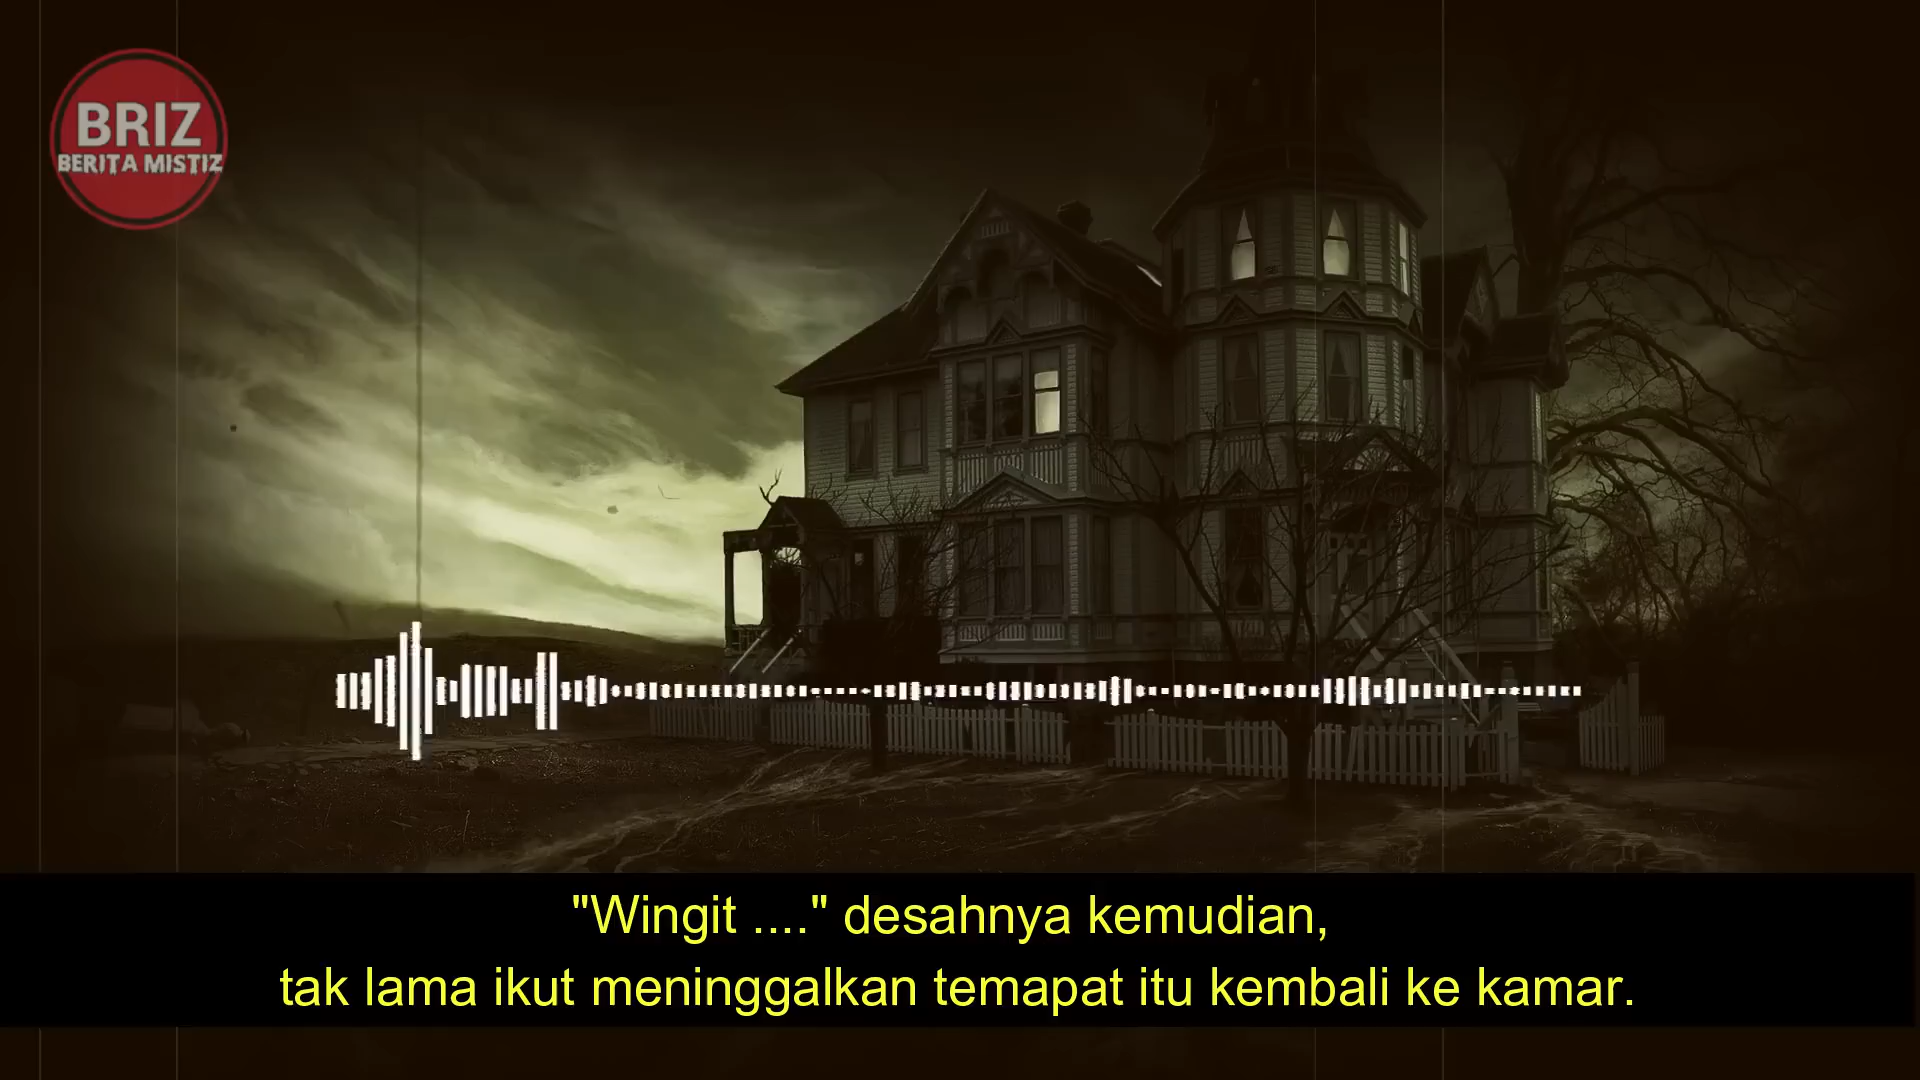 BRIZ
BERITA MISTIZ
"Wingit ...." desahnya kemudian,
tak lama ikut meninggalkan temapat itu kembali ke kamar.